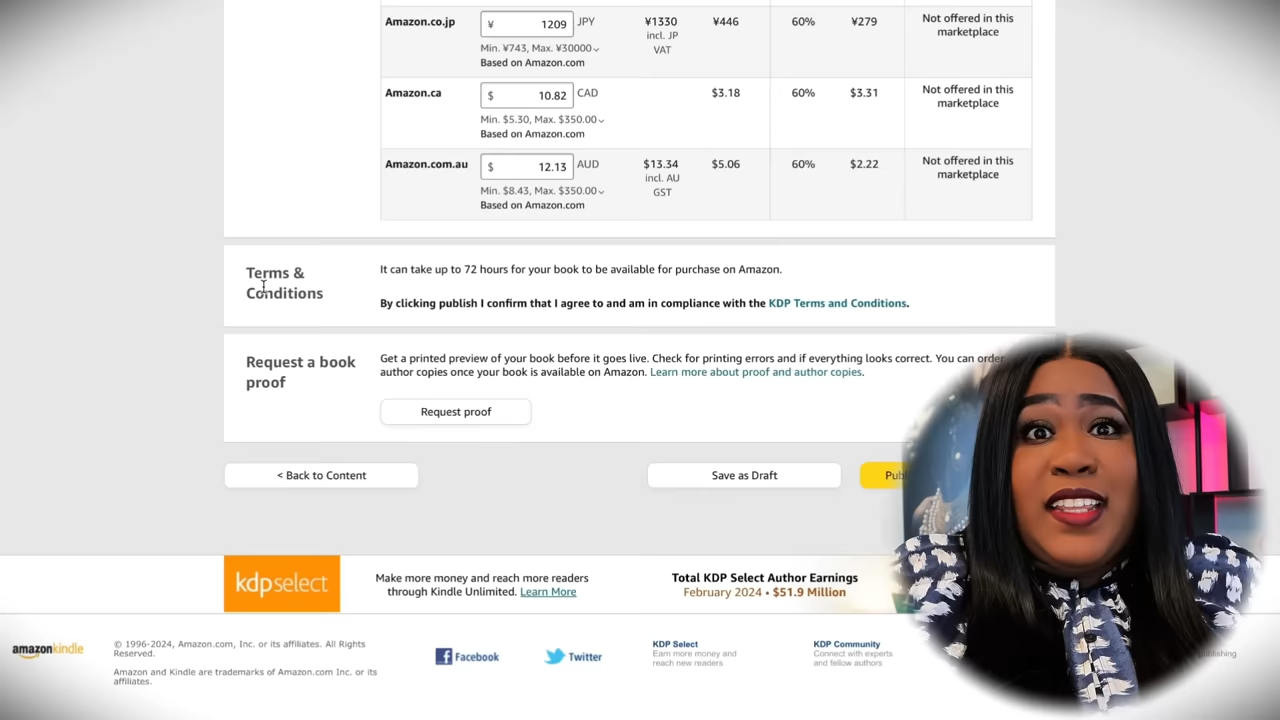 Amazon.co.jp ¥ 1209 JPY ¥1330 ¥446 60% ¥279 Not offered in this
incl. JP marketplace
VAT
Min. ¥743, Max. ¥30000
Based on Amazon.com
Amazon.ca $ 10.82 CAD $3.18 60% $3.31 Not offered in this
marketplace
Min. $5.30, Max. $350.00
Based on Amazon.com
Amazon.com.au $ 12.13 AUD $13.34 $5.06 60% $2.22 Not offered in this
incl. AU marketplace
GST
Min. $8.43, Max. $350.00
Based on Amazon.com
Terms &
Conditions
It can take up to 72 hours for your book to be available for purchase on Amazon.
By clicking publish I confirm that I agree to and am in compliance with the KDP Terms and Conditions.
Request a book
proof
Get a printed preview of your book before it goes live. Check for printing errors and if everything looks correct. You can order
author copies once your book is available on Amazon. Learn more about proof and author copies.
Request proof
< Back to Content
Save as Draft
kdpselect
Make more money and reach more readers
through Kindle Unlimited. Learn More
Total KDP Select Author Earnings
February 2024 • $51.9 Million
amazonkindle
© 1996-2024, Amazon.com, Inc. or its affiliates. All Rights
Reserved.
Amazon and Kindle are trademarks of Amazon.com Inc. or its
affiliates.
Facebook
Twitter
KDP Select
Earn more money and
reach new readers
KDP Community
Connect with experts
and fellow authors